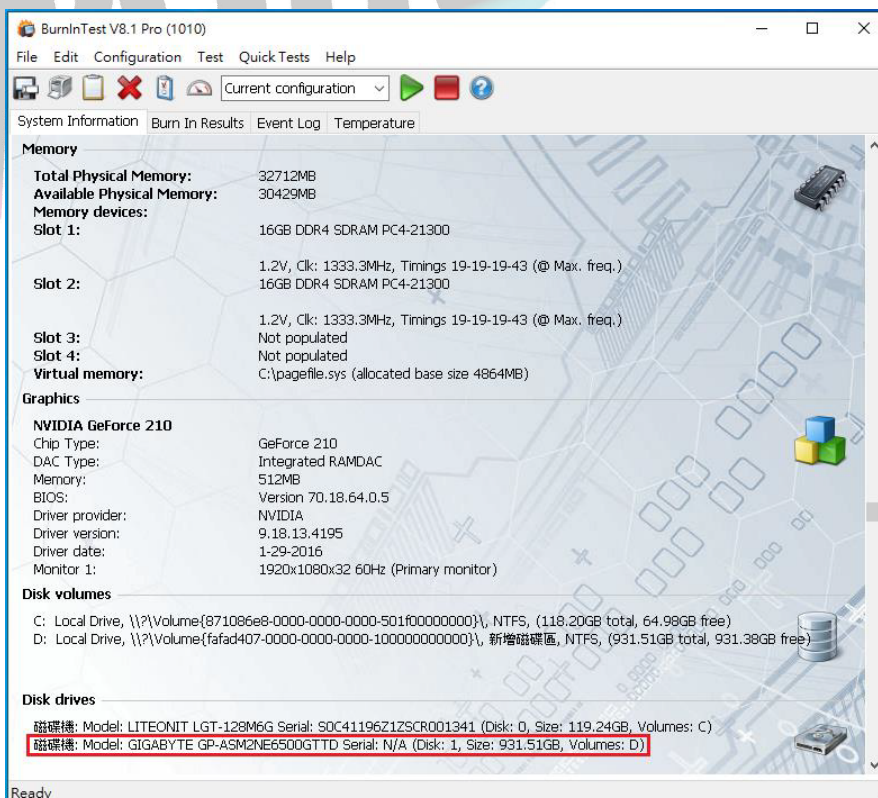 BurnInTest V8.1 Pro (1010)
File Edit Configuration Test Quick Tests Help
Current configuration
System Information Burn In Results Event Log Temperature
Memory
Total Physical Memory: 32712MB
Available Physical Memory: 30429MB
Memory devices:
Slot 1: 16GB DDR4 SDRAM PC4-21300
1.2V, Clk: 1333.3MHz, Timings 19-19-19-43 (@ Max. freq.)
Slot 2: 16GB DDR4 SDRAM PC4-21300
1.2V, Clk: 1333.3MHz, Timings 19-19-19-43 (@ Max. freq.)
Slot 3: Not populated
Slot 4: Not populated
Virtual memory: C:\pagefile.sys (allocated base size 4864MB)
Graphics
NVIDIA GeForce 210
Chip Type: GeForce 210
DAC Type: Integrated RAMDAC
Memory: 512MB
BIOS: Version 70.18.64.0.5
Driver provider: NVIDIA
Driver version: 9.18.13.4195
Driver date: 1-29-2016
Monitor 1: 1920x1080x32 60Hz (Primary monitor)
Disk volumes
C: Local Drive, \\?\Volume{871086e8-0000-0000-0000-501f00000000}\, NTFS, (118.20GB total, 64.98GB free)
D: Local Drive, \\?\Volume{fafad407-0000-0000-0000-100000000000}\, 新增磁碟區, NTFS, (931.51GB total, 931.38GB free)
Disk drives
磁碟機: Model: LITEONIT LGT-128M6G Serial: S0C41196Z1ZSCR001341 (Disk: 0, Size: 119.24GB, Volumes: C)
磁碟機: Model: GIGABYTE GP-ASM2NE6500GTTD Serial: N/A (Disk: 1, Size: 931.51GB, Volumes: D)
Ready